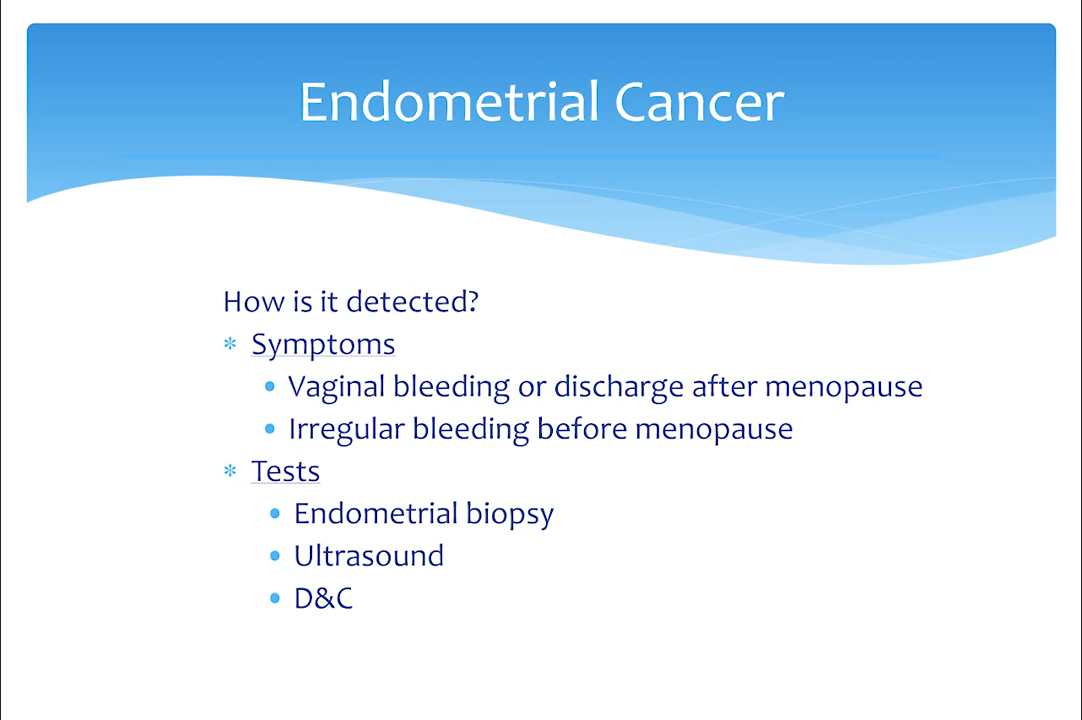 Endometrial Cancer
How is it detected?
* Symptoms
• Vaginal bleeding or discharge after menopause
• Irregular bleeding before menopause
* Tests
• Endometrial biopsy
• Ultrasound
• D&C